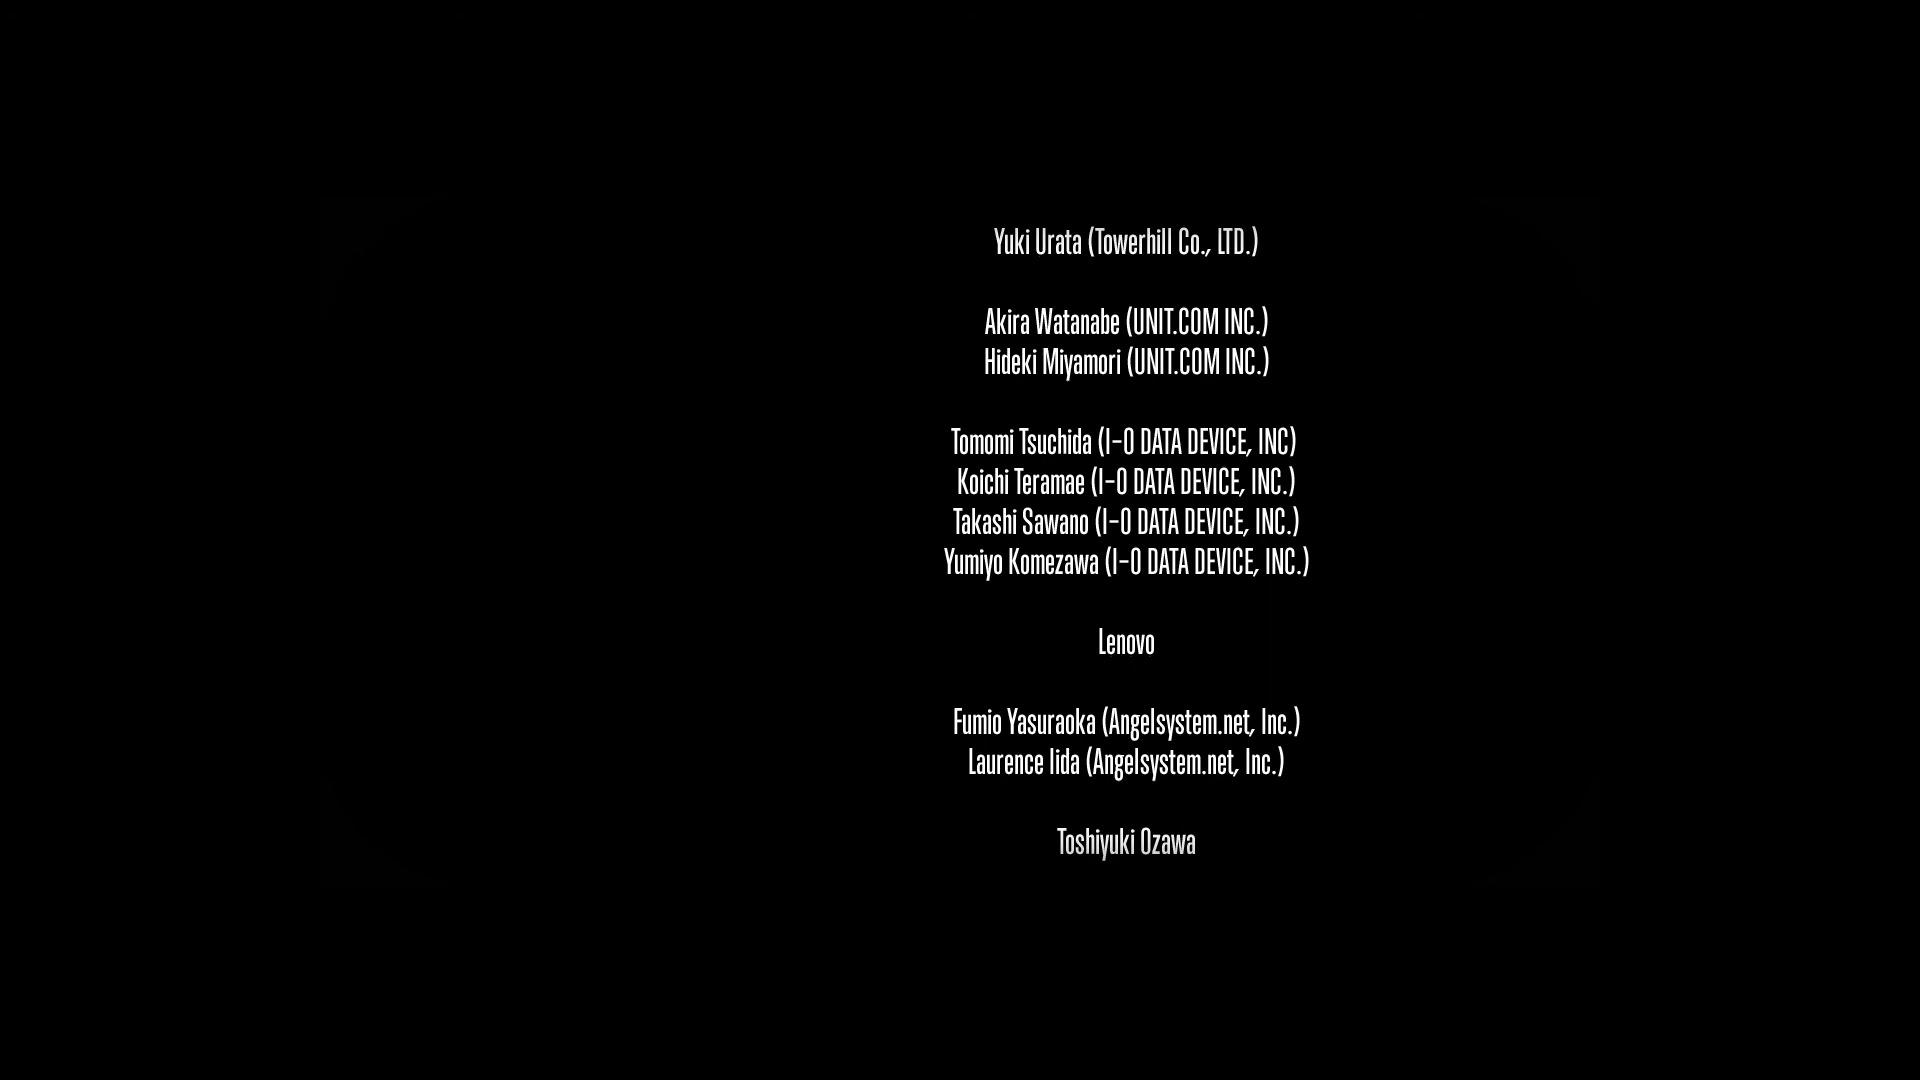 Yuki Urata (Towerhill Co., LTD.)
Akira Watanabe (UNIT.COM INC.)
Hideki Miyamori (UNIT.COM INC.)
Tomomi Tsuchida (I-O DATA DEVICE, INC)
Koichi Teramae (I-O DATA DEVICE, INC.)
Takashi Sawano (I-O DATA DEVICE, INC.)
Yumiyo Komezawa (I-O DATA DEVICE, INC.)
Lenovo
Fumio Yasuraoka (Angelsystem.net, Inc.)
Laurence Iida (Angelsystem.net, Inc.)
Toshiyuki Ozawa